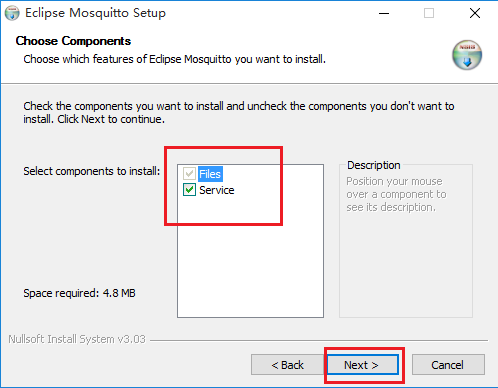 Eclipse Mosquitto Setup
Choose Components
Choose which features of Eclipse Mosquitto you want to install.
Check the components you want to install and uncheck the components you don't want to
install. Click Next to continue.
Select components to install:
Files
Service
Description
Position your mouse
over a component to
see its description.
Space required: 4.8 MB
Nullsoft Install System v3.03
< Back
Next >
Cancel